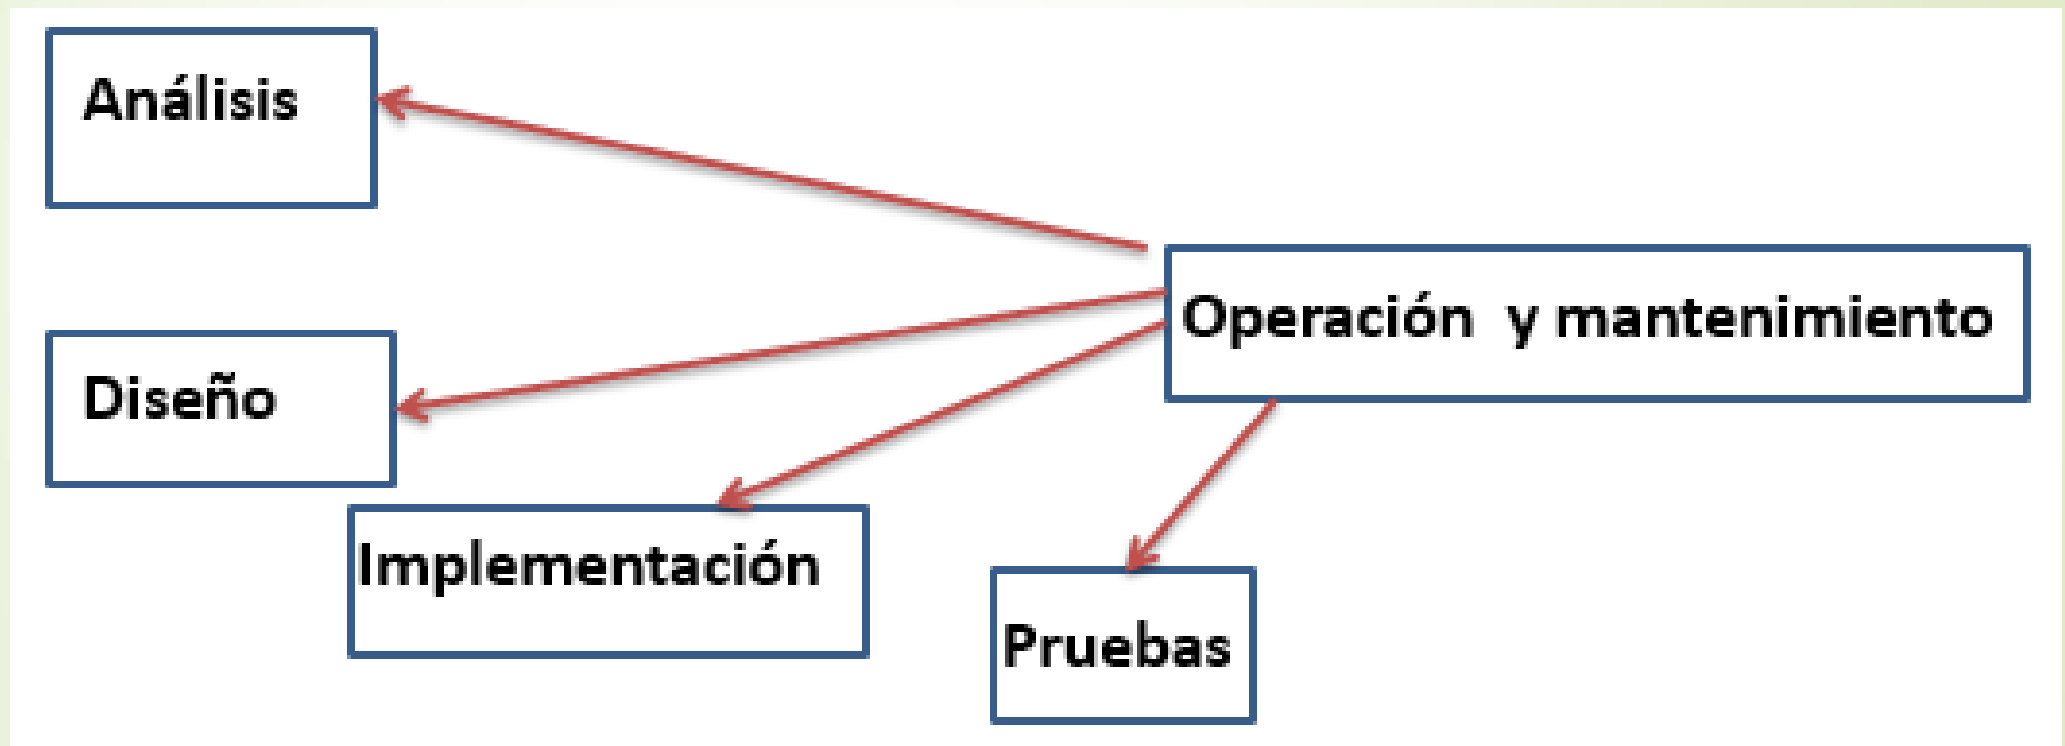 Análisis
Operación y mantenimiento
Diseño
Implementación
Pruebas